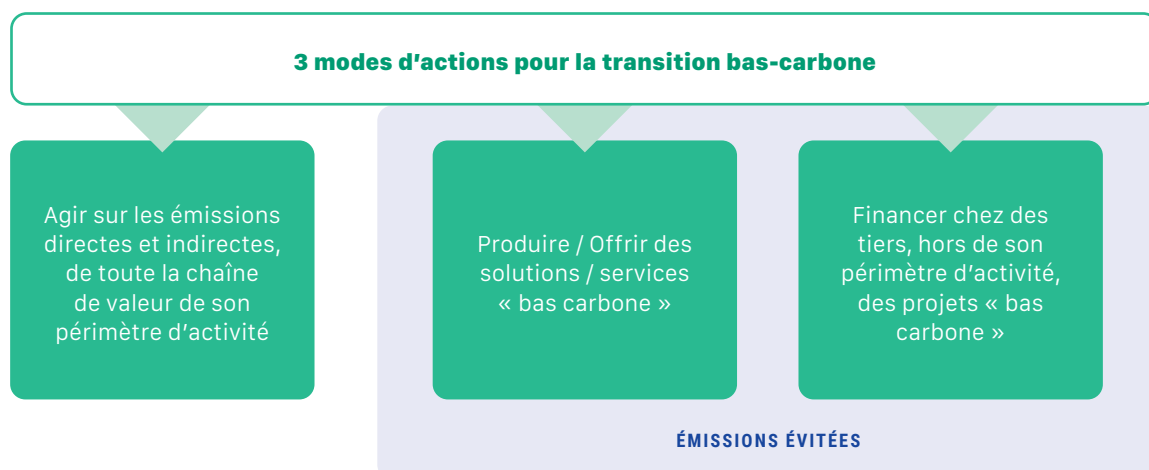 3 modes d’actions pour la transition bas-carbone
Agir sur les émissions
directes et indirectes,
de toute la chaîne
de valeur de son
périmètre d’activité
Produire / Offrir des
solutions / services
« bas carbone »
Financer chez des
tiers, hors de son
périmètre d’activité,
des projets « bas
carbone »
ÉMISSIONS ÉVITÉES